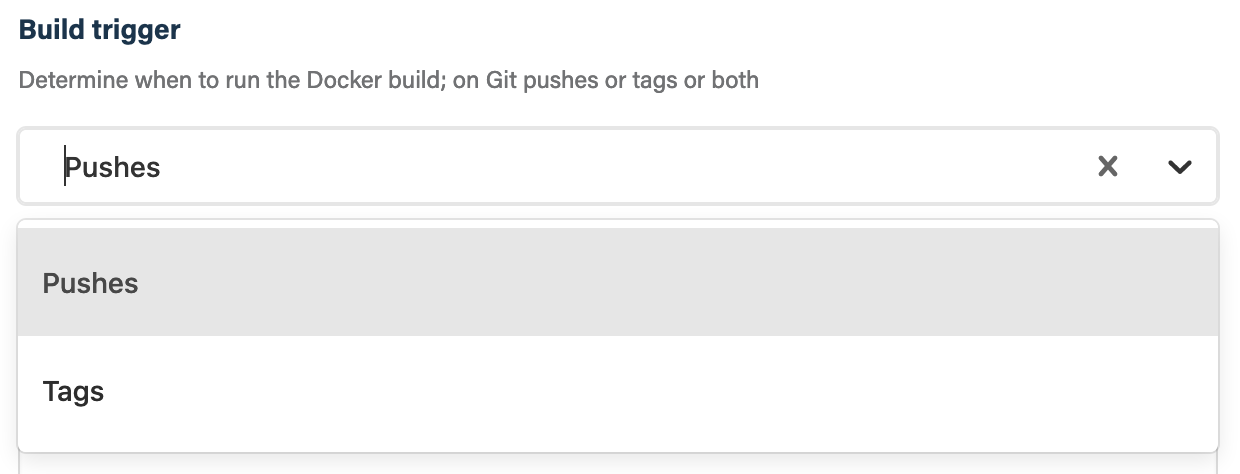 Build trigger
Determine when to run the Docker build; on Git pushes or tags or both
Pushes
Pushes
Tags